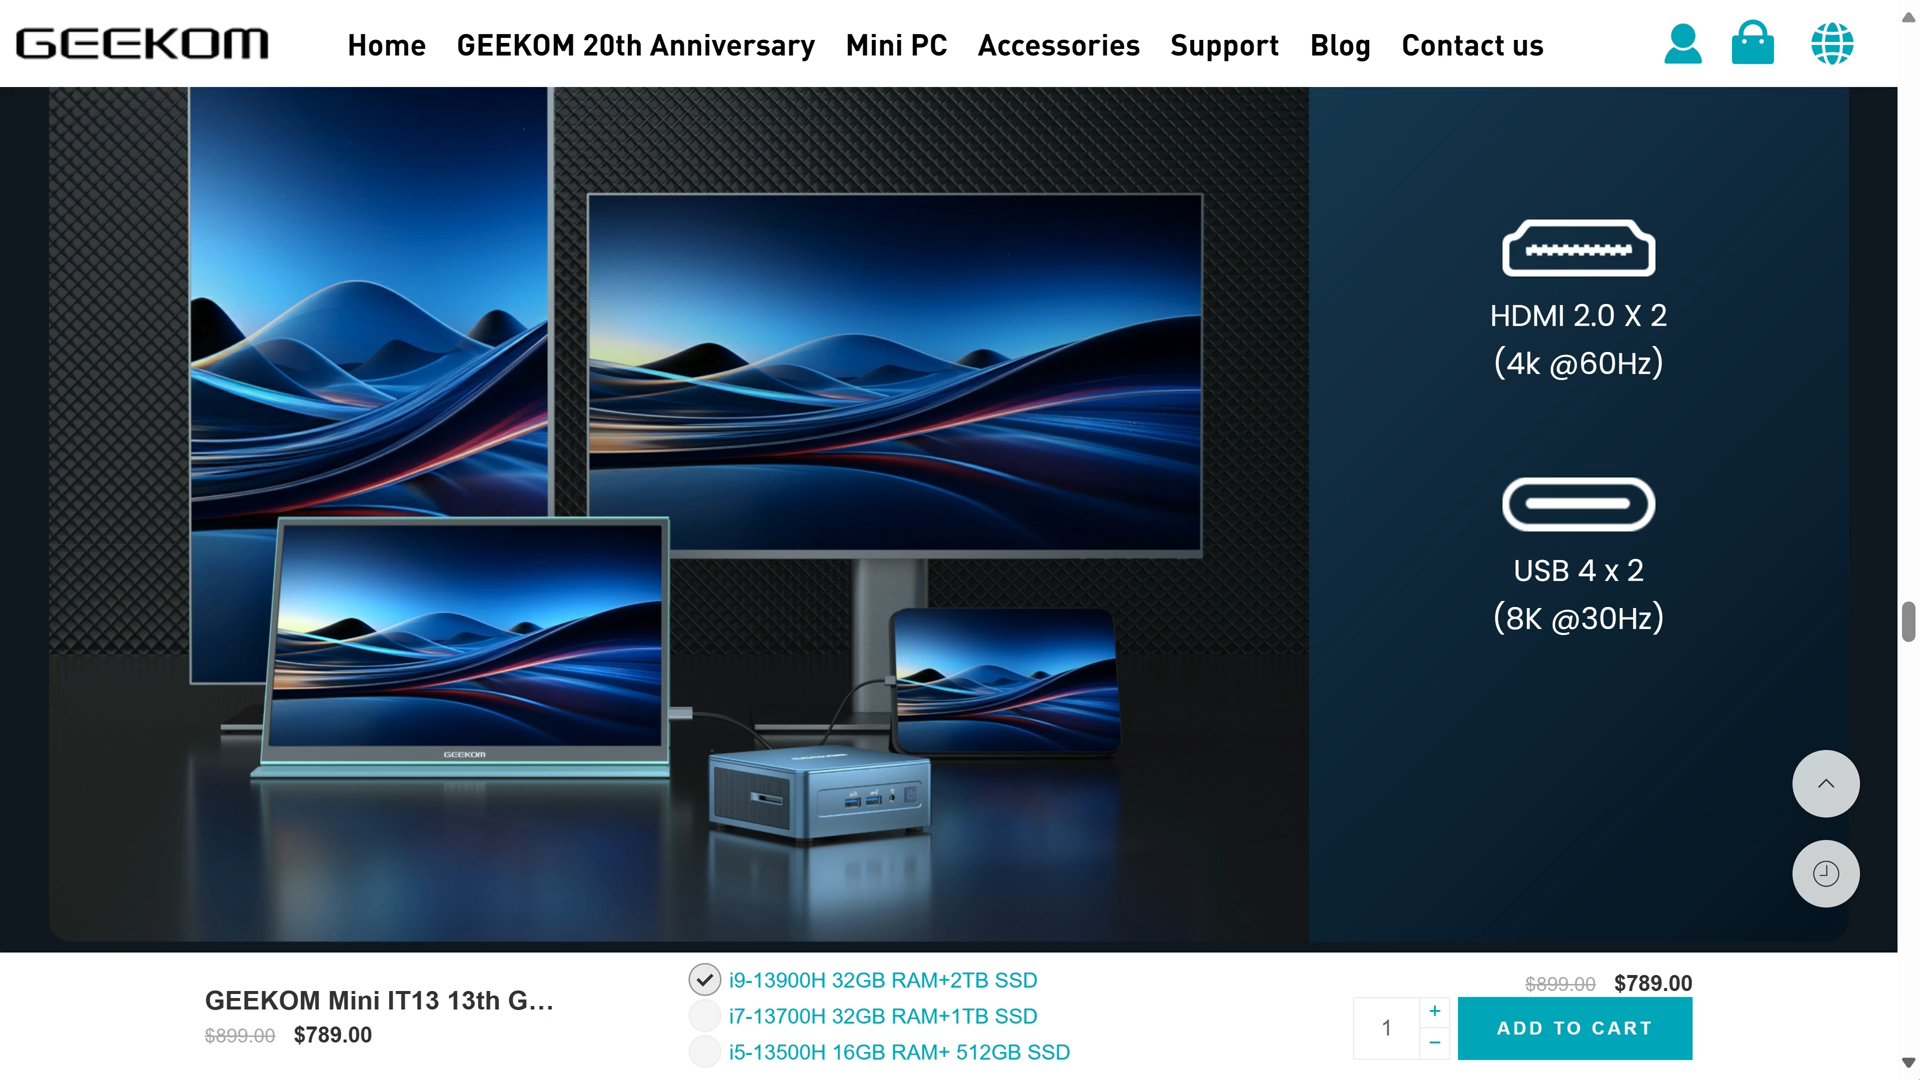 GEEKOM
Home
GEEKOM 20th Anniversary
Mini PC
Accessories
Support
Blog
Contact us
HDMI 2.0 X 2
(4k @60Hz)
USB 4 x 2
(8K @30Hz)
GEEKOM
GEEKOM Mini IT13 13th G...
$899.00 $789.00
i9-13900H 32GB RAM+2TB SSD
i7-13700H 32GB RAM+1TB SSD
i5-13500H 16GB RAM+ 512GB SSD
$899.00 $789.00
1
+
−
ADD TO CART